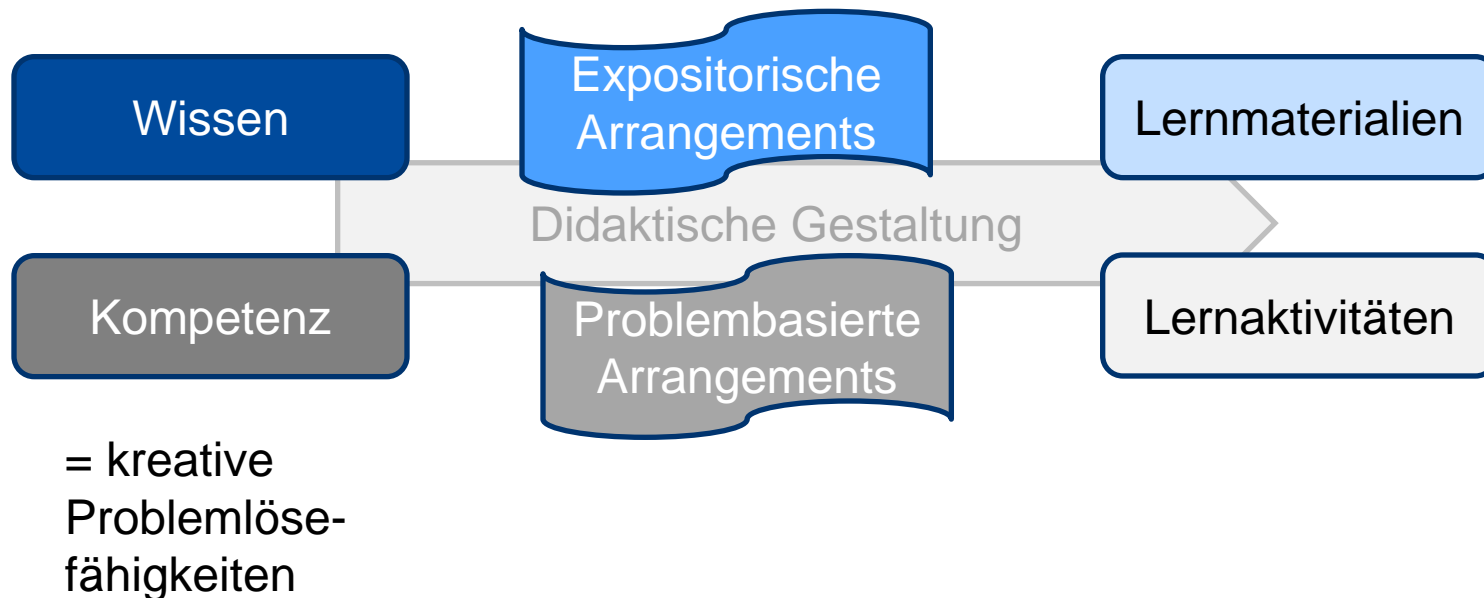 Wissen
Expositorische
Arrangements
Lernmaterialien
Didaktische Gestaltung
Kompetenz
Problembasierte
Arrangements
Lernaktivitäten
= kreative
Problemlöse-
fähigkeiten